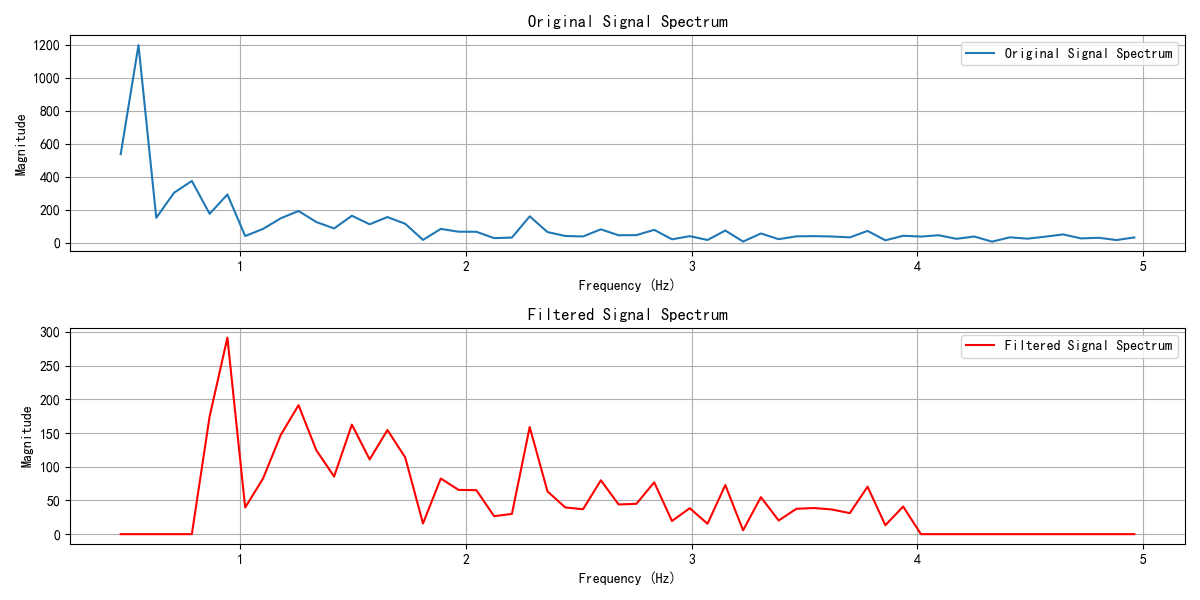 Original Signal Spectrum
1200
1000
800
600
400
200
0
Magnitude
Original Signal Spectrum
1 2 3 4 5
Frequency (Hz)
Filtered Signal Spectrum
300
250
200
150
100
50
0
Magnitude
Filtered Signal Spectrum
1 2 3 4 5
Frequency (Hz)